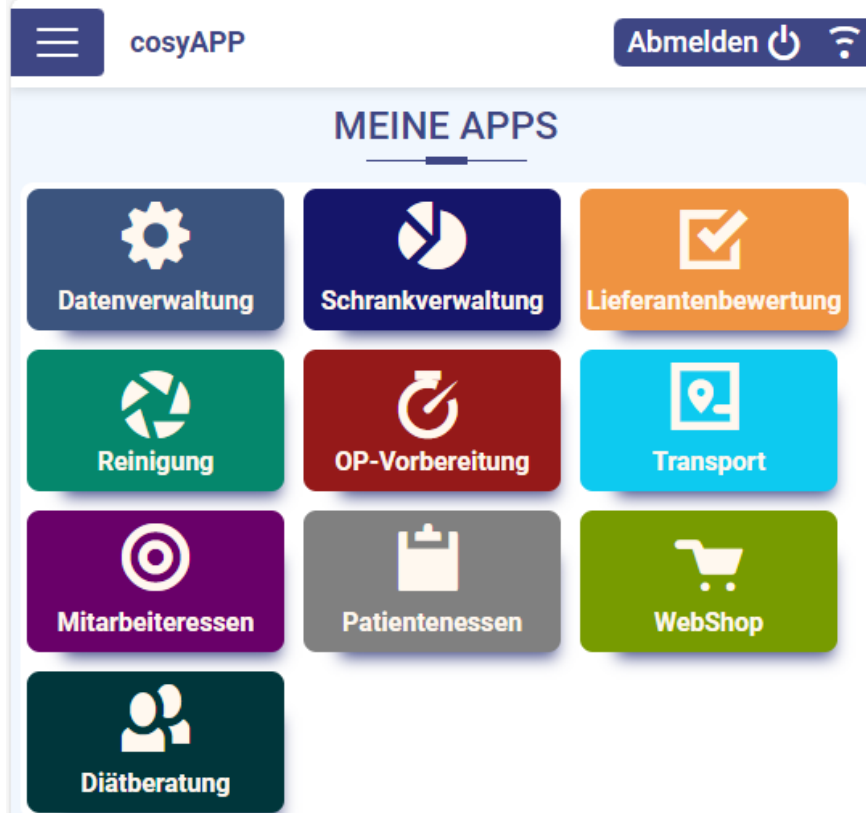 cosyAPP
Abmelden
MEINE APPS
Datenverwaltung
Schrankverwaltung
Lieferantenbewertung
Reinigung
OP-Vorbereitung
Transport
Mitarbeiteressen
Patientenessen
WebShop
Diätberatung